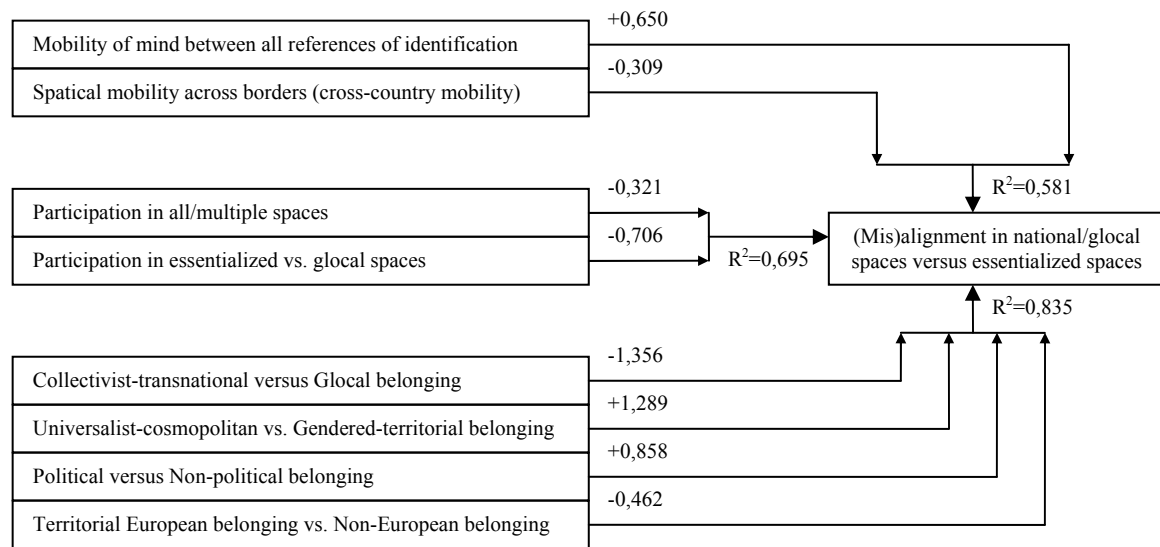 +0,650
Mobility of mind between all references of identification
-0,309
Spatical mobility across borders (cross-country mobility)
R²=0,581
-0,321
Participation in all/multiple spaces
-0,706
Participation in essentialized vs. glocal spaces
R²=0,695
(Mis)alignment in national/glocal
spaces versus essentialized spaces
R²=0,835
-1,356
Collectivist-transnational versus Glocal belonging
+1,289
Universalist-cosmopolitan vs. Gendered-territorial belonging
+0,858
Political versus Non-political belonging
-0,462
Territorial European belonging vs. Non-European belonging